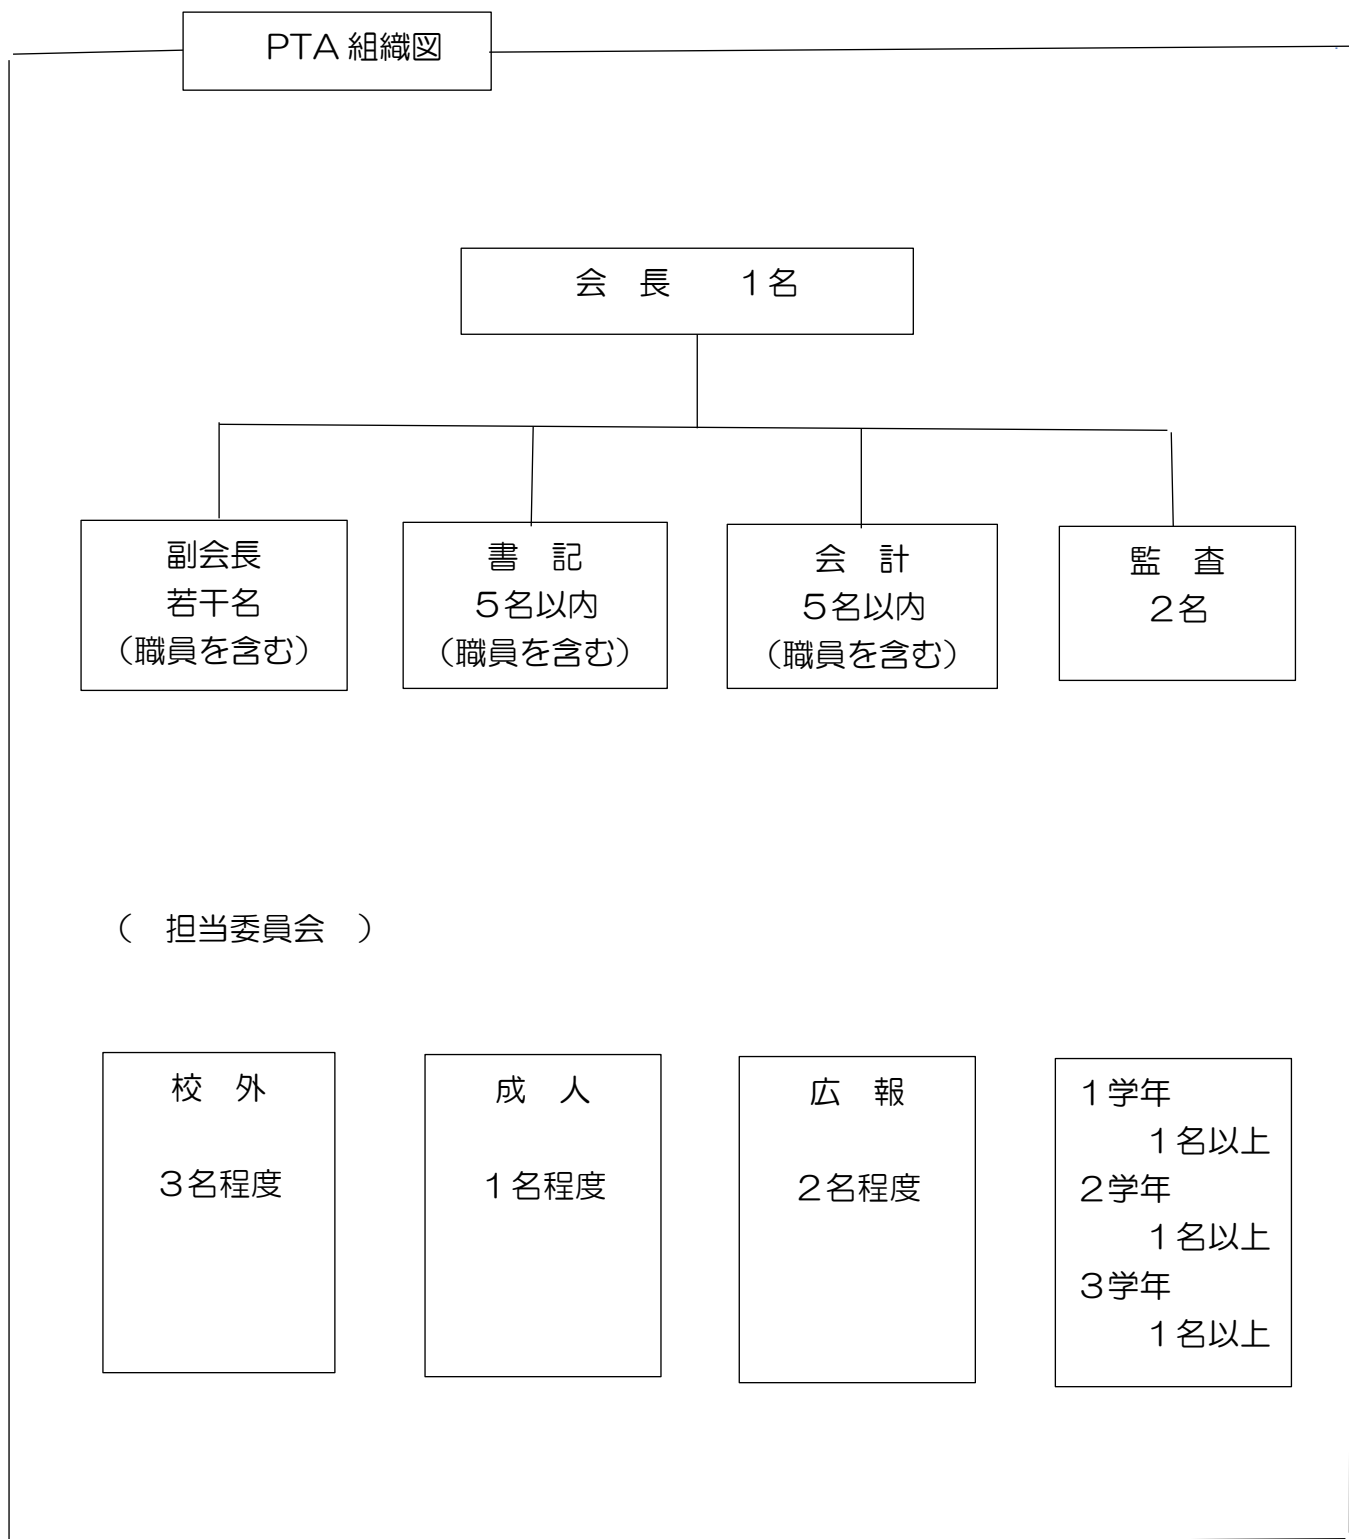 PTA 組織図
会　長　　１名
副会長
若干名
（職員を含む）
書　記
５名以内
（職員を含む）
会　計
５名以内
（職員を含む）
監　査
２名
（　担当委員会　）
校　外
３名程度
成　人
１名程度
広　報
２名程度
１学年
１名以上
２学年
１名以上
３学年
１名以上